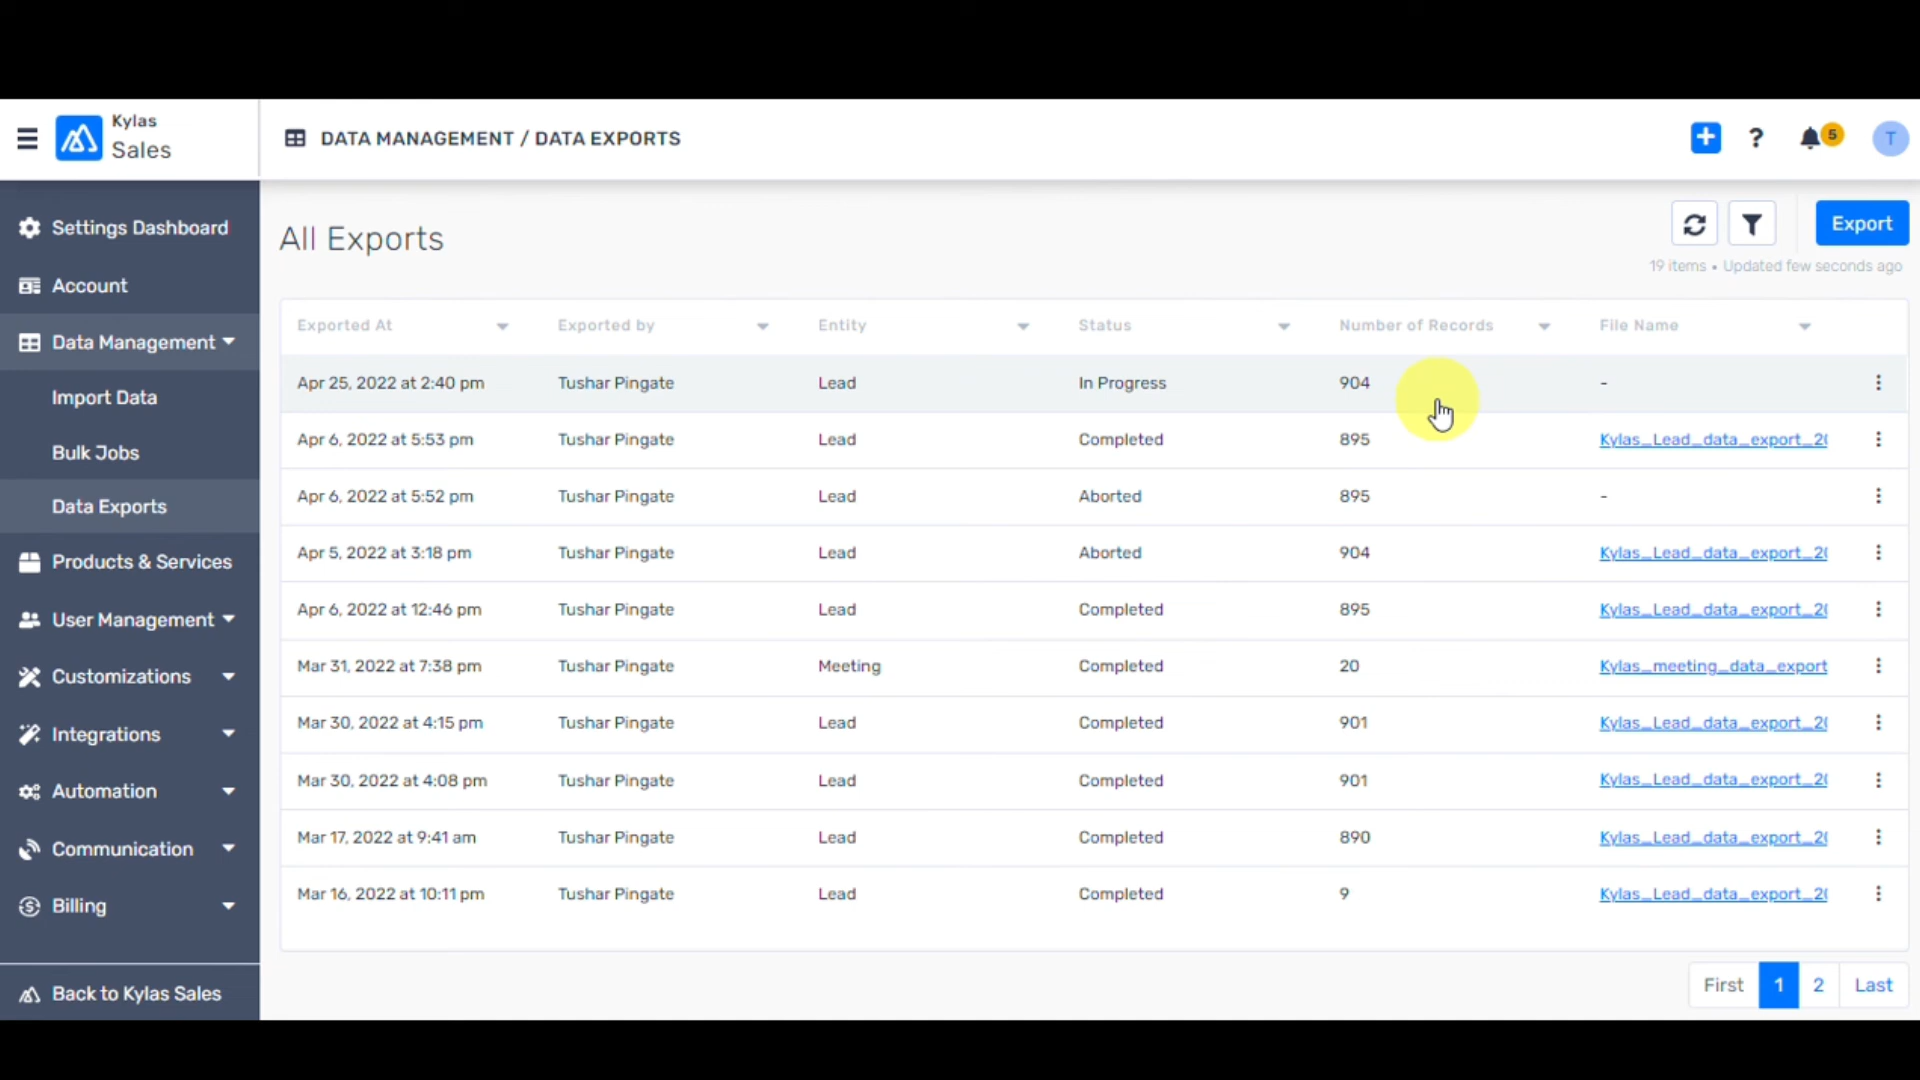 Kylas
Sales
DATA MANAGEMENT / DATA EXPORTS
?
5
T
Settings Dashboard
Account
Data Management
Import Data
Bulk Jobs
Data Exports
Products & Services
User Management
Customizations
Integrations
Automation
Communication
Billing
Back to Kylas Sales
All Exports
Export
19 items • Updated few seconds ago
Exported At Exported by Entity Status Number of Records File Name
Apr 25, 2022 at 2:40 pm Tushar Pingate Lead In Progress 904 -
Apr 6, 2022 at 5:53 pm Tushar Pingate Lead Completed 895 Kylas_Lead_data_export_20
Apr 6, 2022 at 5:52 pm Tushar Pingate Lead Aborted 895 -
Apr 5, 2022 at 3:18 pm Tushar Pingate Lead Aborted 904 Kylas_Lead_data_export_20
Apr 6, 2022 at 12:46 pm Tushar Pingate Lead Completed 895 Kylas_Lead_data_export_20
Mar 31, 2022 at 7:38 pm Tushar Pingate Meeting Completed 20 Kylas_meeting_data_export
Mar 30, 2022 at 4:15 pm Tushar Pingate Lead Completed 901 Kylas_Lead_data_export_20
Mar 30, 2022 at 4:08 pm Tushar Pingate Lead Completed 901 Kylas_Lead_data_export_20
Mar 17, 2022 at 9:41 am Tushar Pingate Lead Completed 890 Kylas_Lead_data_export_20
Mar 16, 2022 at 10:11 pm Tushar Pingate Lead Completed 9 Kylas_Lead_data_export_20
First 1 2 Last